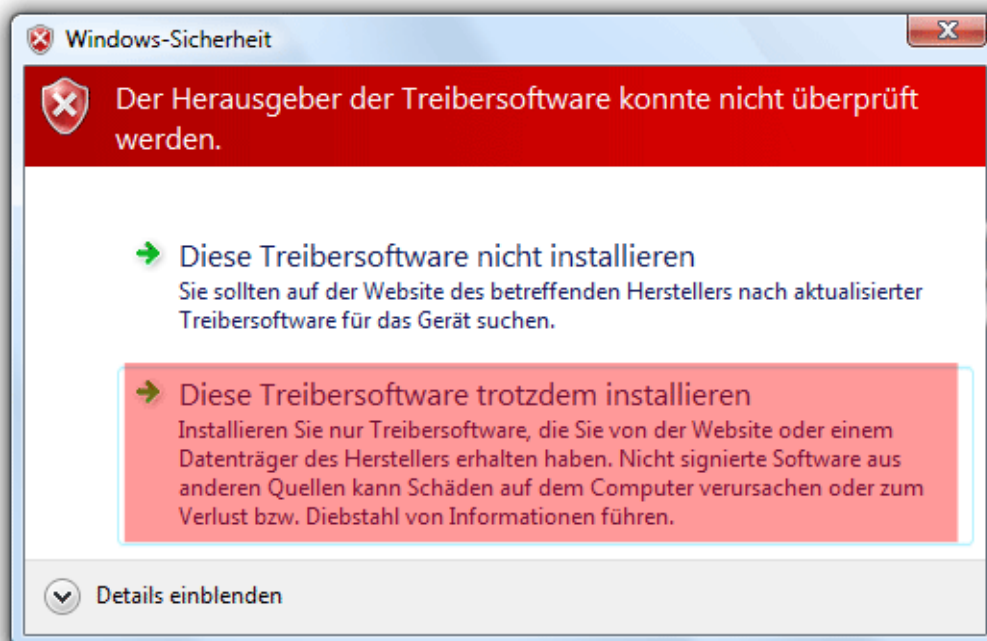 Windows-Sicherheit
Der Herausgeber der Treibersoftware konnte nicht überprüft
werden.
Diese Treibersoftware nicht installieren
Sie sollten auf der Website des betreffenden Herstellers nach aktualisierter
Treibersoftware für das Gerät suchen.
Diese Treibersoftware trotzdem installieren
Installieren Sie nur Treibersoftware, die Sie von der Website oder einem
Datenträger des Herstellers erhalten haben. Nicht signierte Software aus
anderen Quellen kann Schäden auf dem Computer verursachen oder zum
Verlust bzw. Diebstahl von Informationen führen.
Details einblenden